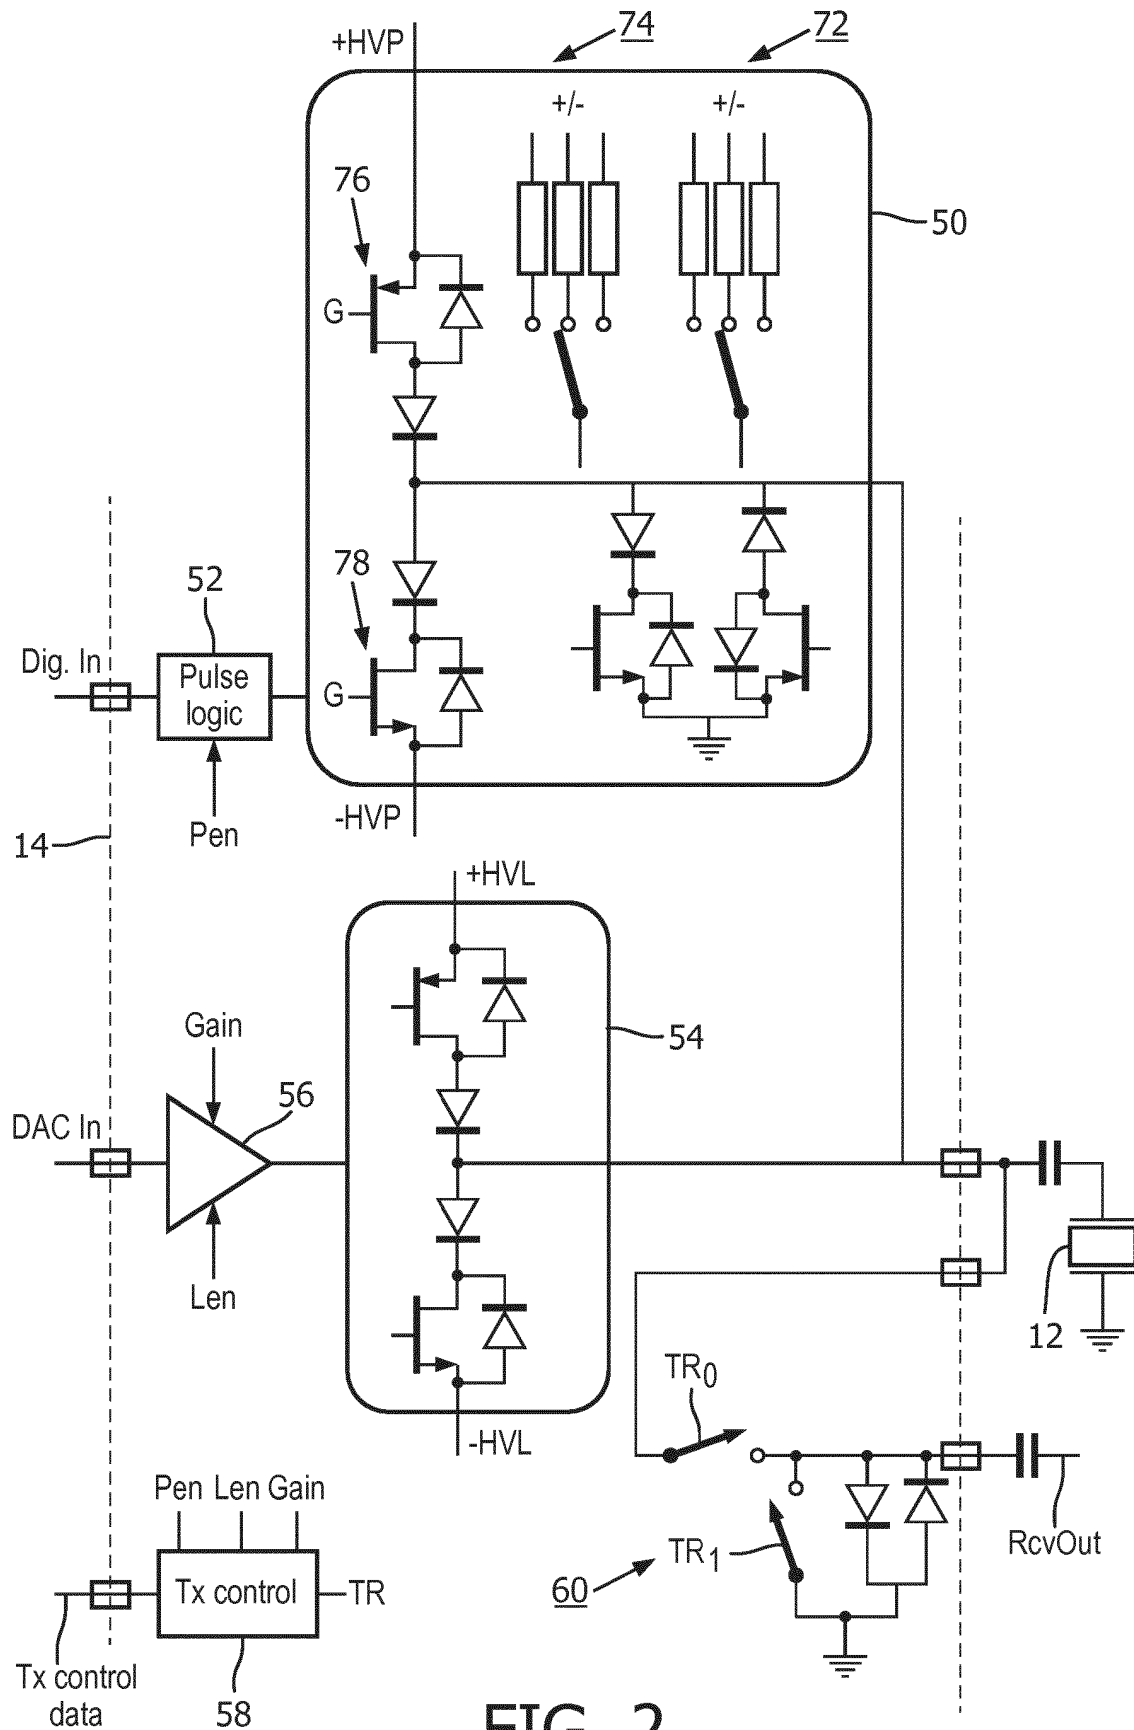 74
72
+HVP
+/-
+/-
76
50
G
78
52
Dig. In
Pulse
logic
G
Pen
-HVP
14
+HVL
Gain
54
56
DAC In
Len
12
TR0
-HVL
Pen Len Gain
RcvOut
TR1
60
Tx control
TR
Tx control
data
58
FIG. 2